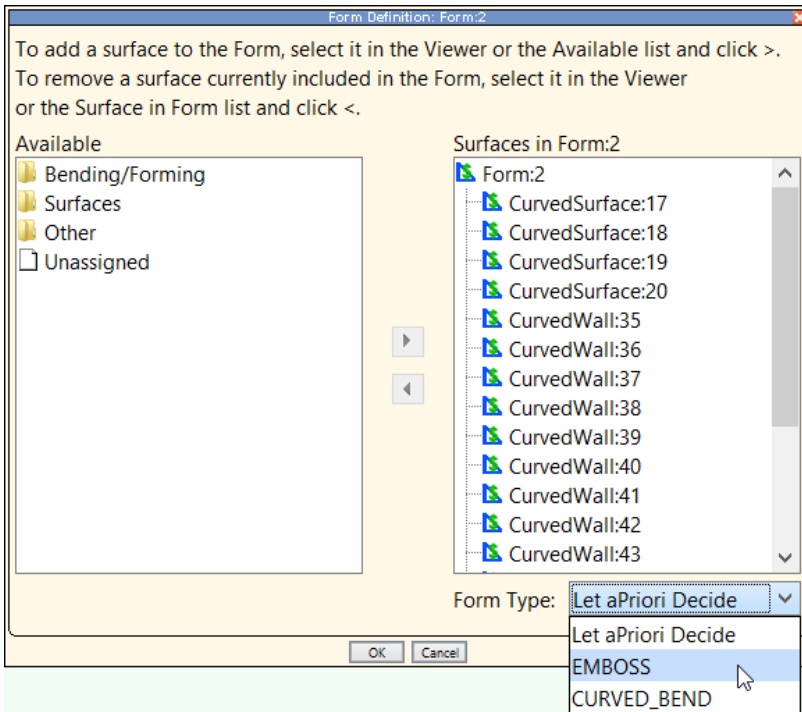 Form Definition: Form:2
To add a surface to the Form, select it in the Viewer or the Available list and click >.
To remove a surface currently included in the Form, select it in the Viewer
or the Surface in Form list and click <.
Available
Bending/Forming
Surfaces
Other
Unassigned
Surfaces in Form:2
Form:2
CurvedSurface:17
CurvedSurface:18
CurvedSurface:19
CurvedSurface:20
CurvedWall:35
CurvedWall:36
CurvedWall:37
CurvedWall:38
CurvedWall:39
CurvedWall:40
CurvedWall:41
CurvedWall:42
CurvedWall:43
Form Type: Let aPriori Decide
Let aPriori Decide
EMBOSS
CURVED_BEND
OK Cancel